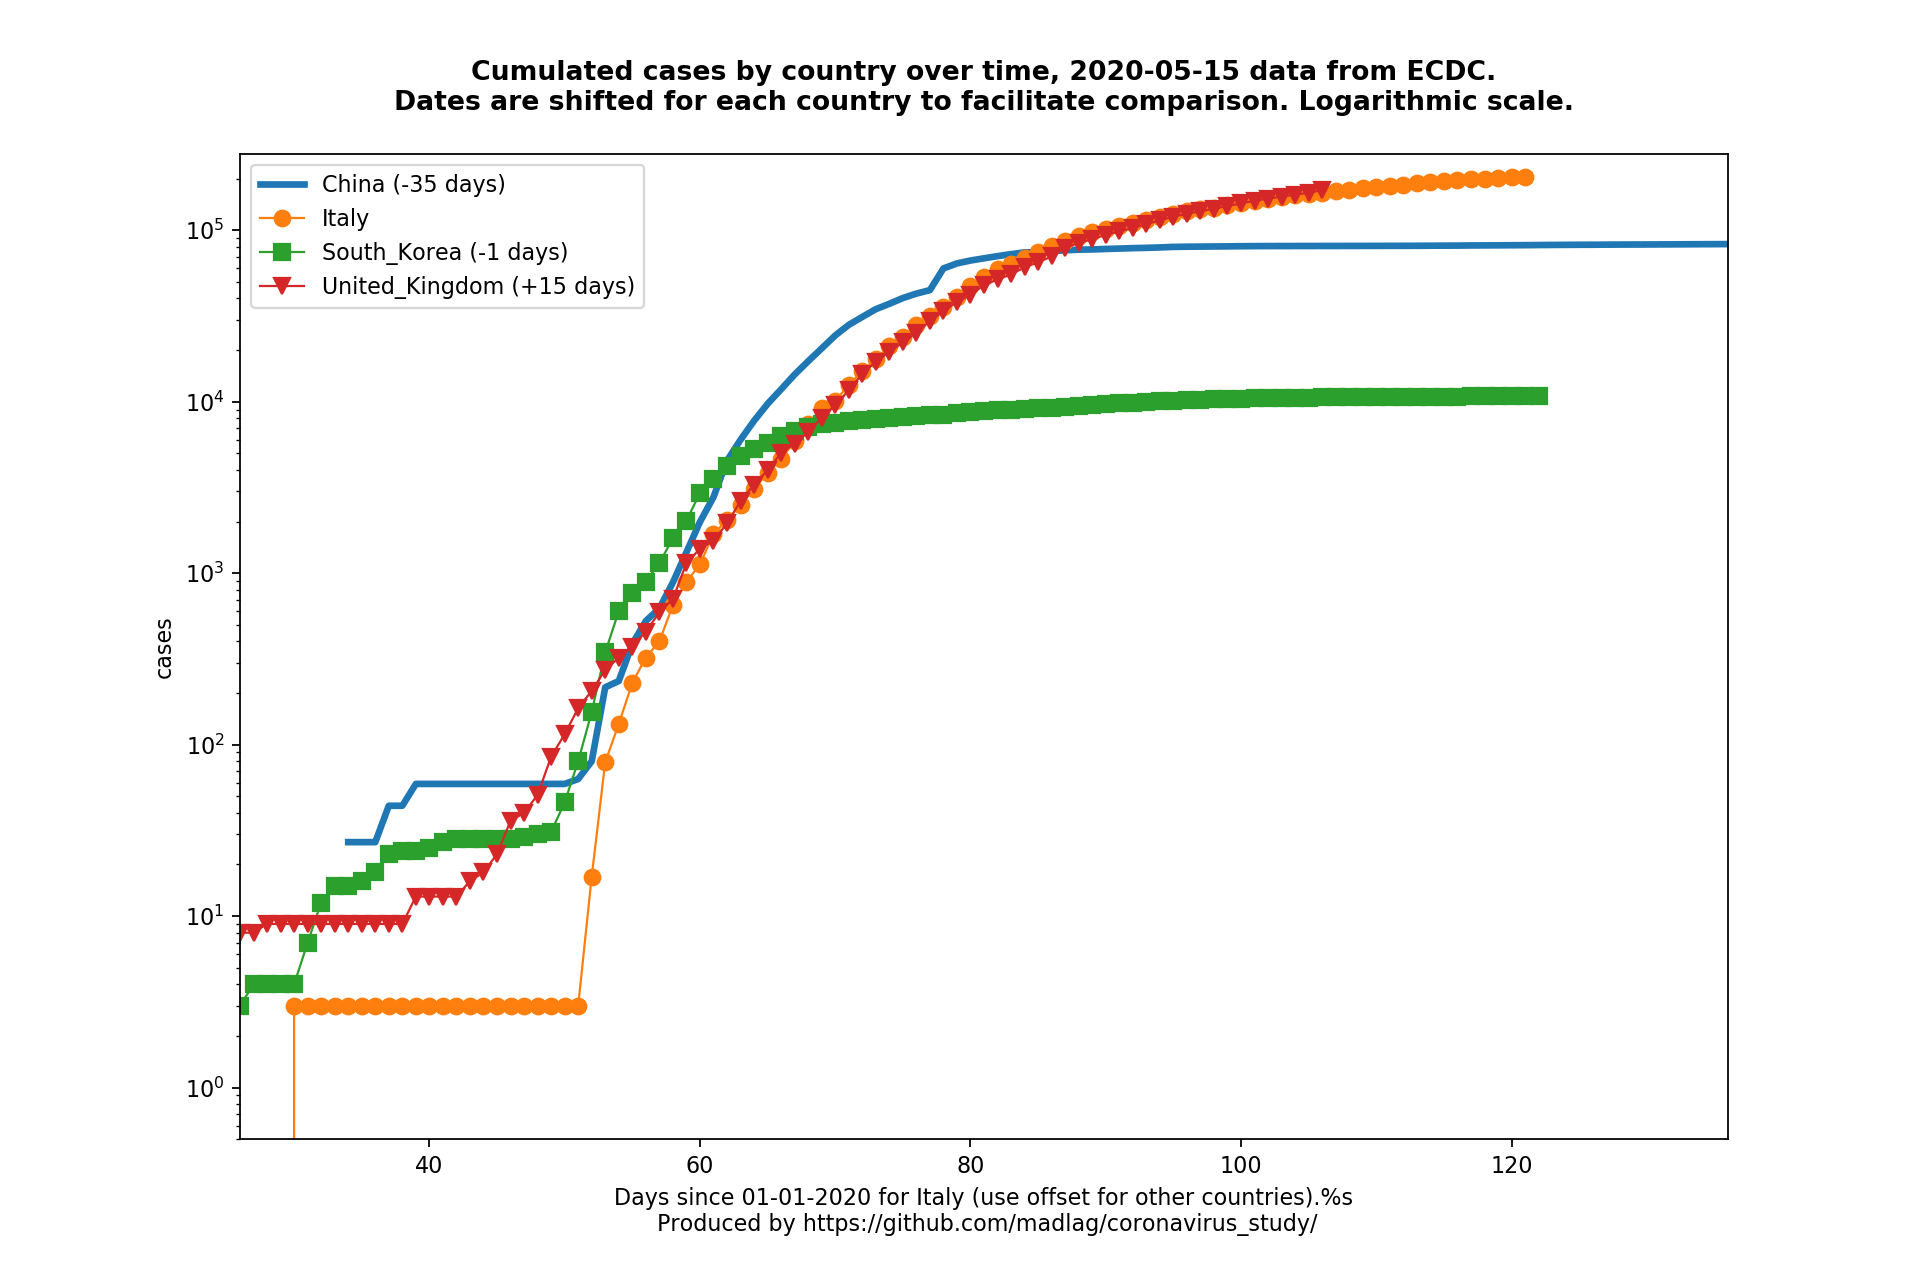 Cumulated cases by country over time, 2020-05-15 data from ECDC.
Dates are shifted for each country to facilitate comparison. Logarithmic scale.
China (-35 days)
Italy
South_Korea (-1 days)
United_Kingdom (+15 days)
10⁵
10⁴
10³
10²
10¹
10⁰
cases
40 60 80 100 120
Days since 01-01-2020 for Italy (use offset for other countries).%s
Produced by https://github.com/madlag/coronavirus_study/